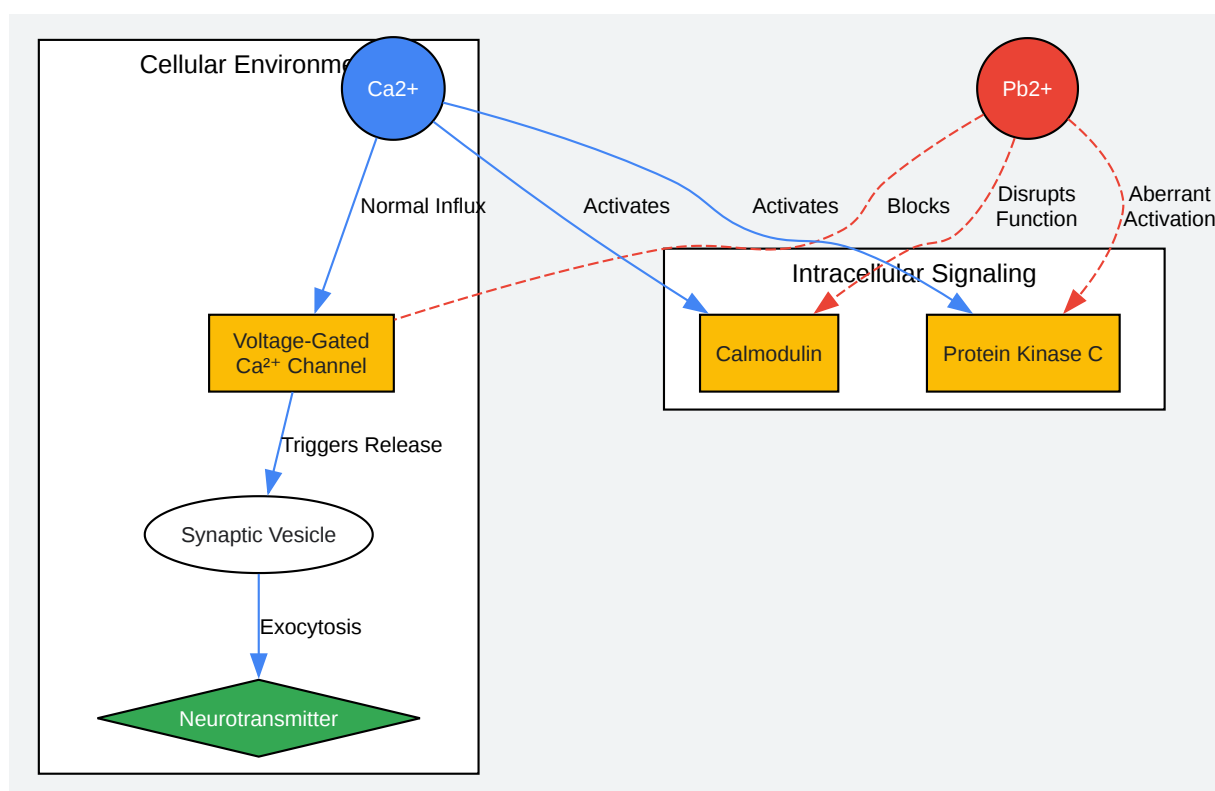 Cellular Environme
Ca2+
Pb2+
Normal Influx
Activates
Activates
Blocks
Disrupts
Function
Aberrant
Activation
Intracellular Signaling
Voltage-Gated
Ca²⁺ Channel
Calmodulin
Protein Kinase C
Triggers Release
Synaptic Vesicle
Exocytosis
Neurotransmitter